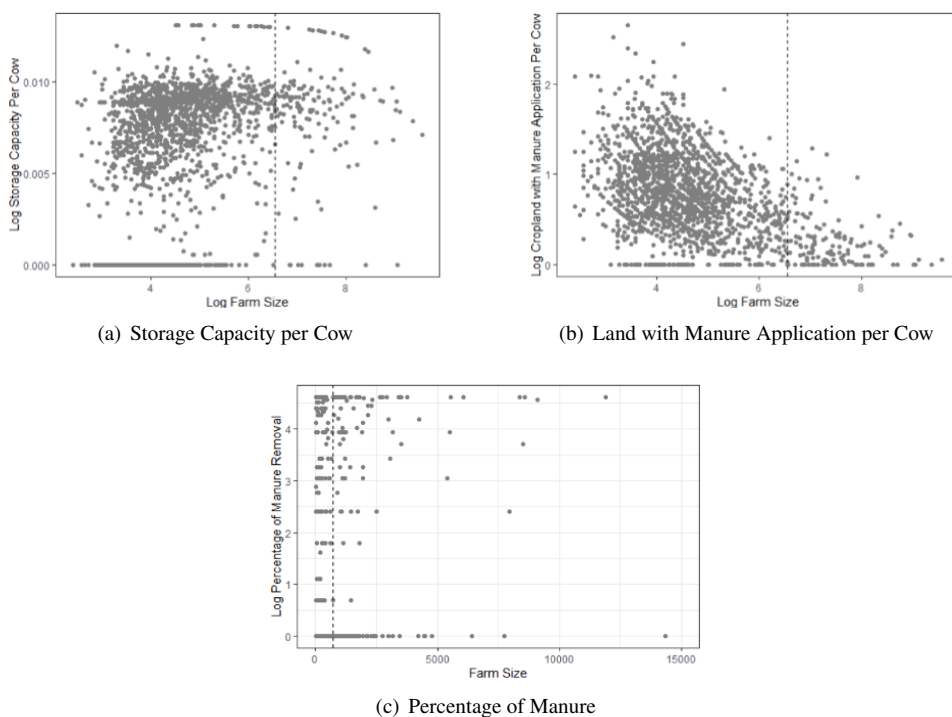 Log Storage Capacity Per Cow
0.010
0.005
0.000
4
6
8
Log Farm Size
(a) Storage Capacity per Cow
Log Cropland with Manure Application Per Cow
2
1
0
4
6
8
Log Farm Size
(b) Land with Manure Application per Cow
Log Percentage of Manure Removal
4
3
2
1
0
0
5000
10000
15000
Farm Size
(c) Percentage of Manure